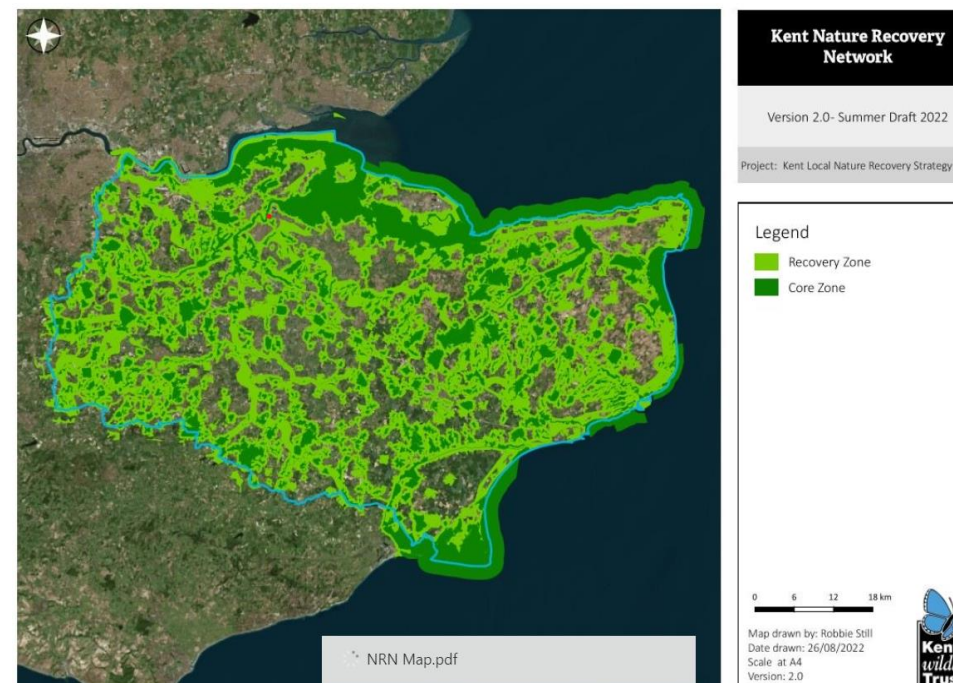 Kent Nature Recovery
Network
Version 2.0- Summer Draft 2022
Project: Kent Local Nature Recovery Strategy
Legend
Recovery Zone
Core Zone
0 6 12 18 km
Map drawn by: Robbie Still
Date drawn: 26/08/2022
Scale at A4
Version: 2.0
NRN Map.pdf